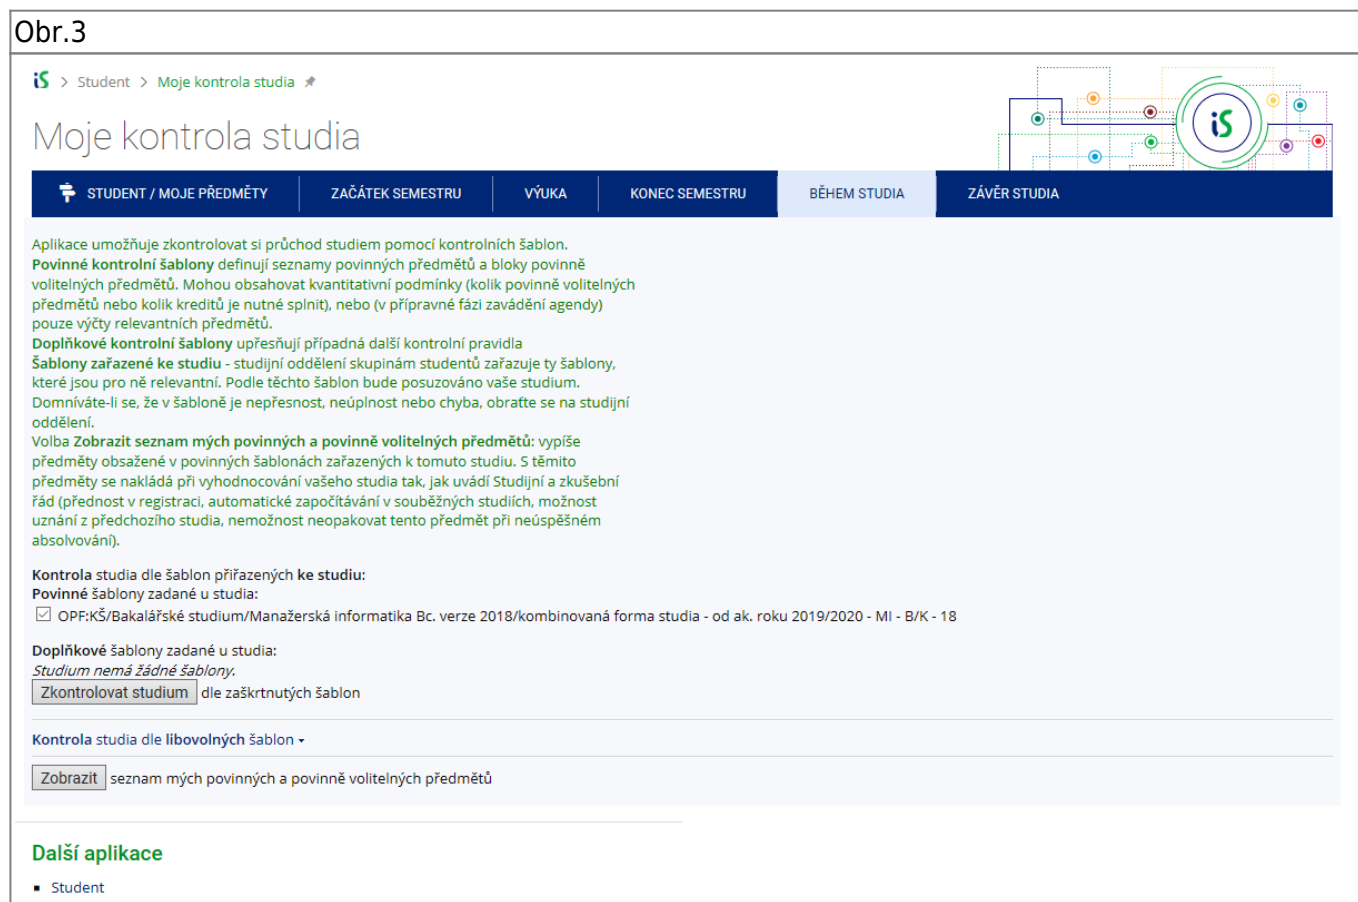 Obr.3
iS > Student > Moje kontrola studia
iS
Moje kontrola studia
STUDENT / MOJE PŘEDMĚTY ZAČÁTEK SEMESTRU VÝUKA KONEC SEMESTRU BĚHEM STUDIA ZÁVĚR STUDIA
Aplikace umožňuje zkontrolovat si průchod studiem pomocí kontrolních šablon.
Povinné kontrolní šablony definují seznamy povinných předmětů a bloky povinně
volitelných předmětů. Mohou obsahovat kvantitativní podmínky (kolik povinně volitelných
předmětů nebo kolik kreditů je nutné splnit), nebo (v přípravné fázi zavádění agendy)
pouze výčty relevantních předmětů.
Doplňkové kontrolní šablony upřesňují případná další kontrolní pravidla
Šablony zařazené ke studiu - studijní oddělení skupinám studentů zařazuje ty šablony,
které jsou pro ně relevantní. Podle těchto šablon bude posuzováno vaše studium.
Domníváte-li se, že v šabloně je nepřesnost, neúplnost nebo chyba, obraťte se na studijní
oddělení.
Volba Zobrazit seznam mých povinných a povinně volitelných předmětů: vypíše
předměty obsažené v povinných šablonách zařazených k tomuto studiu. S těmito
předměty se nakládá při vyhodnocování vašeho studia tak, jak uvádí Studijní a zkušební
řád (přednost v registraci, automatické započítávání v souběžných studiích, možnost
uznání z předchozího studia, nemožnost neopakovat tento předmět při neúspěšném
absolvování).
Kontrola studia dle šablon přiřazených ke studiu:
Povinné šablony zadané u studia:
OPF:KŠ/Bakalářské studium/Manažerská informatika Bc. verze 2018/kombinovaná forma studia - od ak. roku 2019/2020 - MI - B/K - 18
Doplňkové šablony zadané u studia:
Studium nemá žádné šablony.
Zkontrolovat studium dle zaškrtnutých šablon
Kontrola studia dle libovolných šablon
Zobrazit seznam mých povinných a povinně volitelných předmětů
Další aplikace
Student